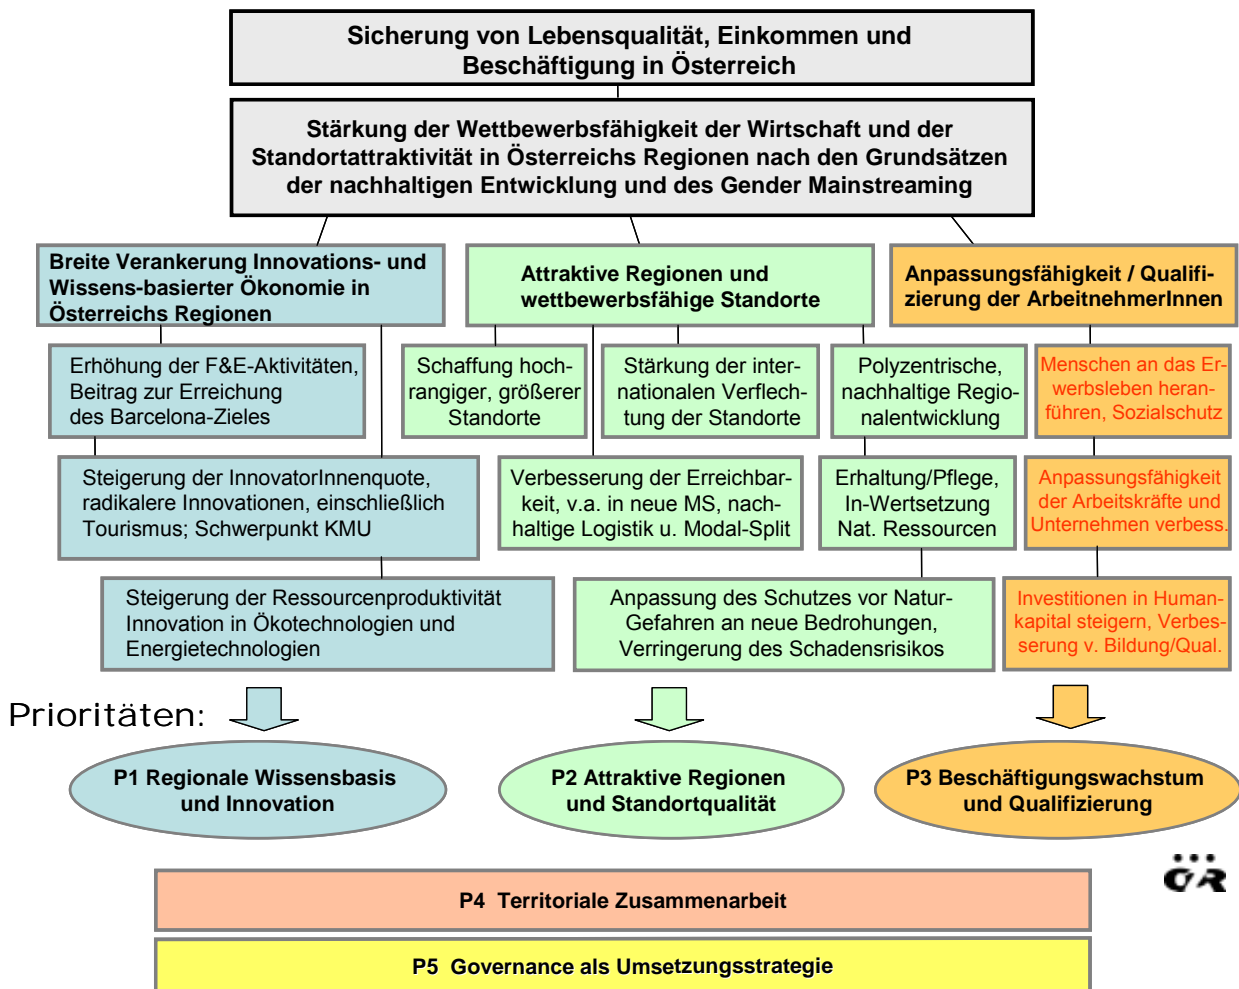 Sicherung von Lebensqualität, Einkommen und
Beschäftigung in Österreich
Stärkung der Wettbewerbsfähigkeit der Wirtschaft und der
Standortattraktivität in Österreichs Regionen nach den Grundsätzen
der nachhaltigen Entwicklung und des Gender Mainstreaming
Breite Verankerung Innovations- und
Wissens-basierter Ökonomie in
Österreichs Regionen
Attraktive Regionen und
wettbewerbsfähige Standorte
Anpassungsfähigkeit / Qualifi-
zierung der ArbeitnehmerInnen
Erhöhung der F&E-Aktivitäten,
Beitrag zur Erreichung
des Barcelona-Zieles
Schaffung hoch-
rangiger, größerer
Standorte
Stärkung der inter-
nationalen Verflech-
tung der Standorte
Polyzentrische,
nachhaltige Regio-
nalentwicklung
Menschen an das Er-
werbsleben heran-
führen, Sozialschutz
Steigerung der InnovatorInnenquote,
radikalere Innovationen, einschließlich
Tourismus; Schwerpunkt KMU
Verbesserung der Erreichbar-
keit, v.a. in neue MS, nach-
haltige Logistik u. Modal-Split
Erhaltung/Pflege,
In-Wertsetzung
Nat. Ressourcen
Anpassungsfähigkeit
der Arbeitskräfte und
Unternehmen verbess.
Steigerung der Ressourcenproduktivität
Innovation in Ökotechnologien und
Energietechnologien
Anpassung des Schutzes vor Natur-
Gefahren an neue Bedrohungen,
Verringerung des Schadensrisikos
Investitionen in Human-
kapital steigern, Verbes-
serung v. Bildung/Qual.
Prioritäten:
P1 Regionale Wissensbasis
und Innovation
P2 Attraktive Regionen
und Standortqualität
P3 Beschäftigungswachstum
und Qualifizierung
P4 Territoriale Zusammenarbeit
P5 Governance als Umsetzungsstrategie